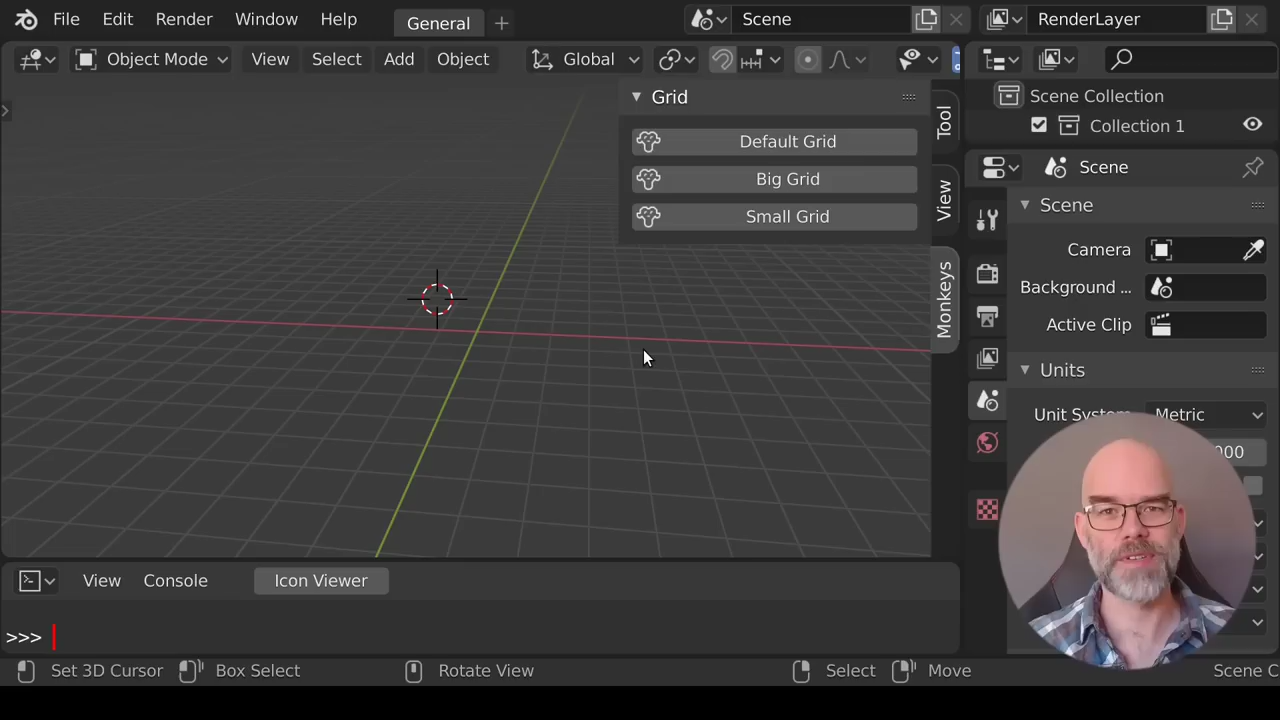 File Edit Render Window Help General + Scene RenderLayer
Object Mode View Select Add Object Global
Grid
Default Grid
Big Grid
Small Grid
Tool
View
Monkeys
Scene Collection
Collection 1
Scene
Scene
Camera
Background ...
Active Clip
Units
Unit System Metric
000
View Console Icon Viewer
>>>
Set 3D Cursor Box Select Rotate View Select Move Scene C